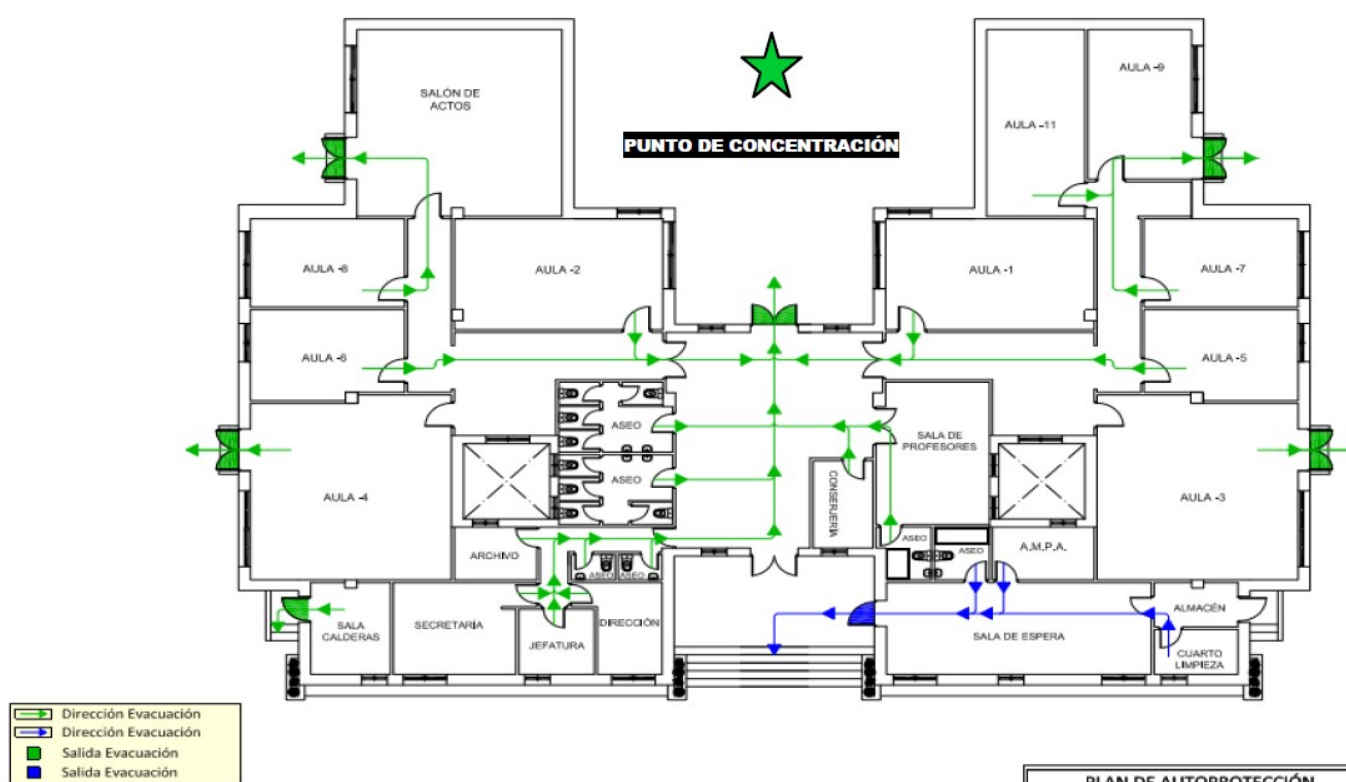 SALÓN DE
ACTOS
AULA -9
AULA -11
PUNTO DE CONCENTRACIÓN
AULA -8
AULA -2
AULA -1
AULA -7
AULA -6
AULA -5
ASEO
SALA DE
PROFESORES
ASEO
AULA -4
CONSERJERÍA
AULA -3
ARCHIVO
ASEO
ASEO
A.M.P.A.
ASEO
ASEO
SALA
CALDERAS
SECRETARÍA
JEFATURA
DIRECCIÓN
SALA DE ESPERA
ALMACÉN
CUARTO
LIMPIEZA
Dirección Evacuación
Dirección Evacuación
Salida Evacuación
Salida Evacuación
PLAN DE AUTOPROTECCIÓN